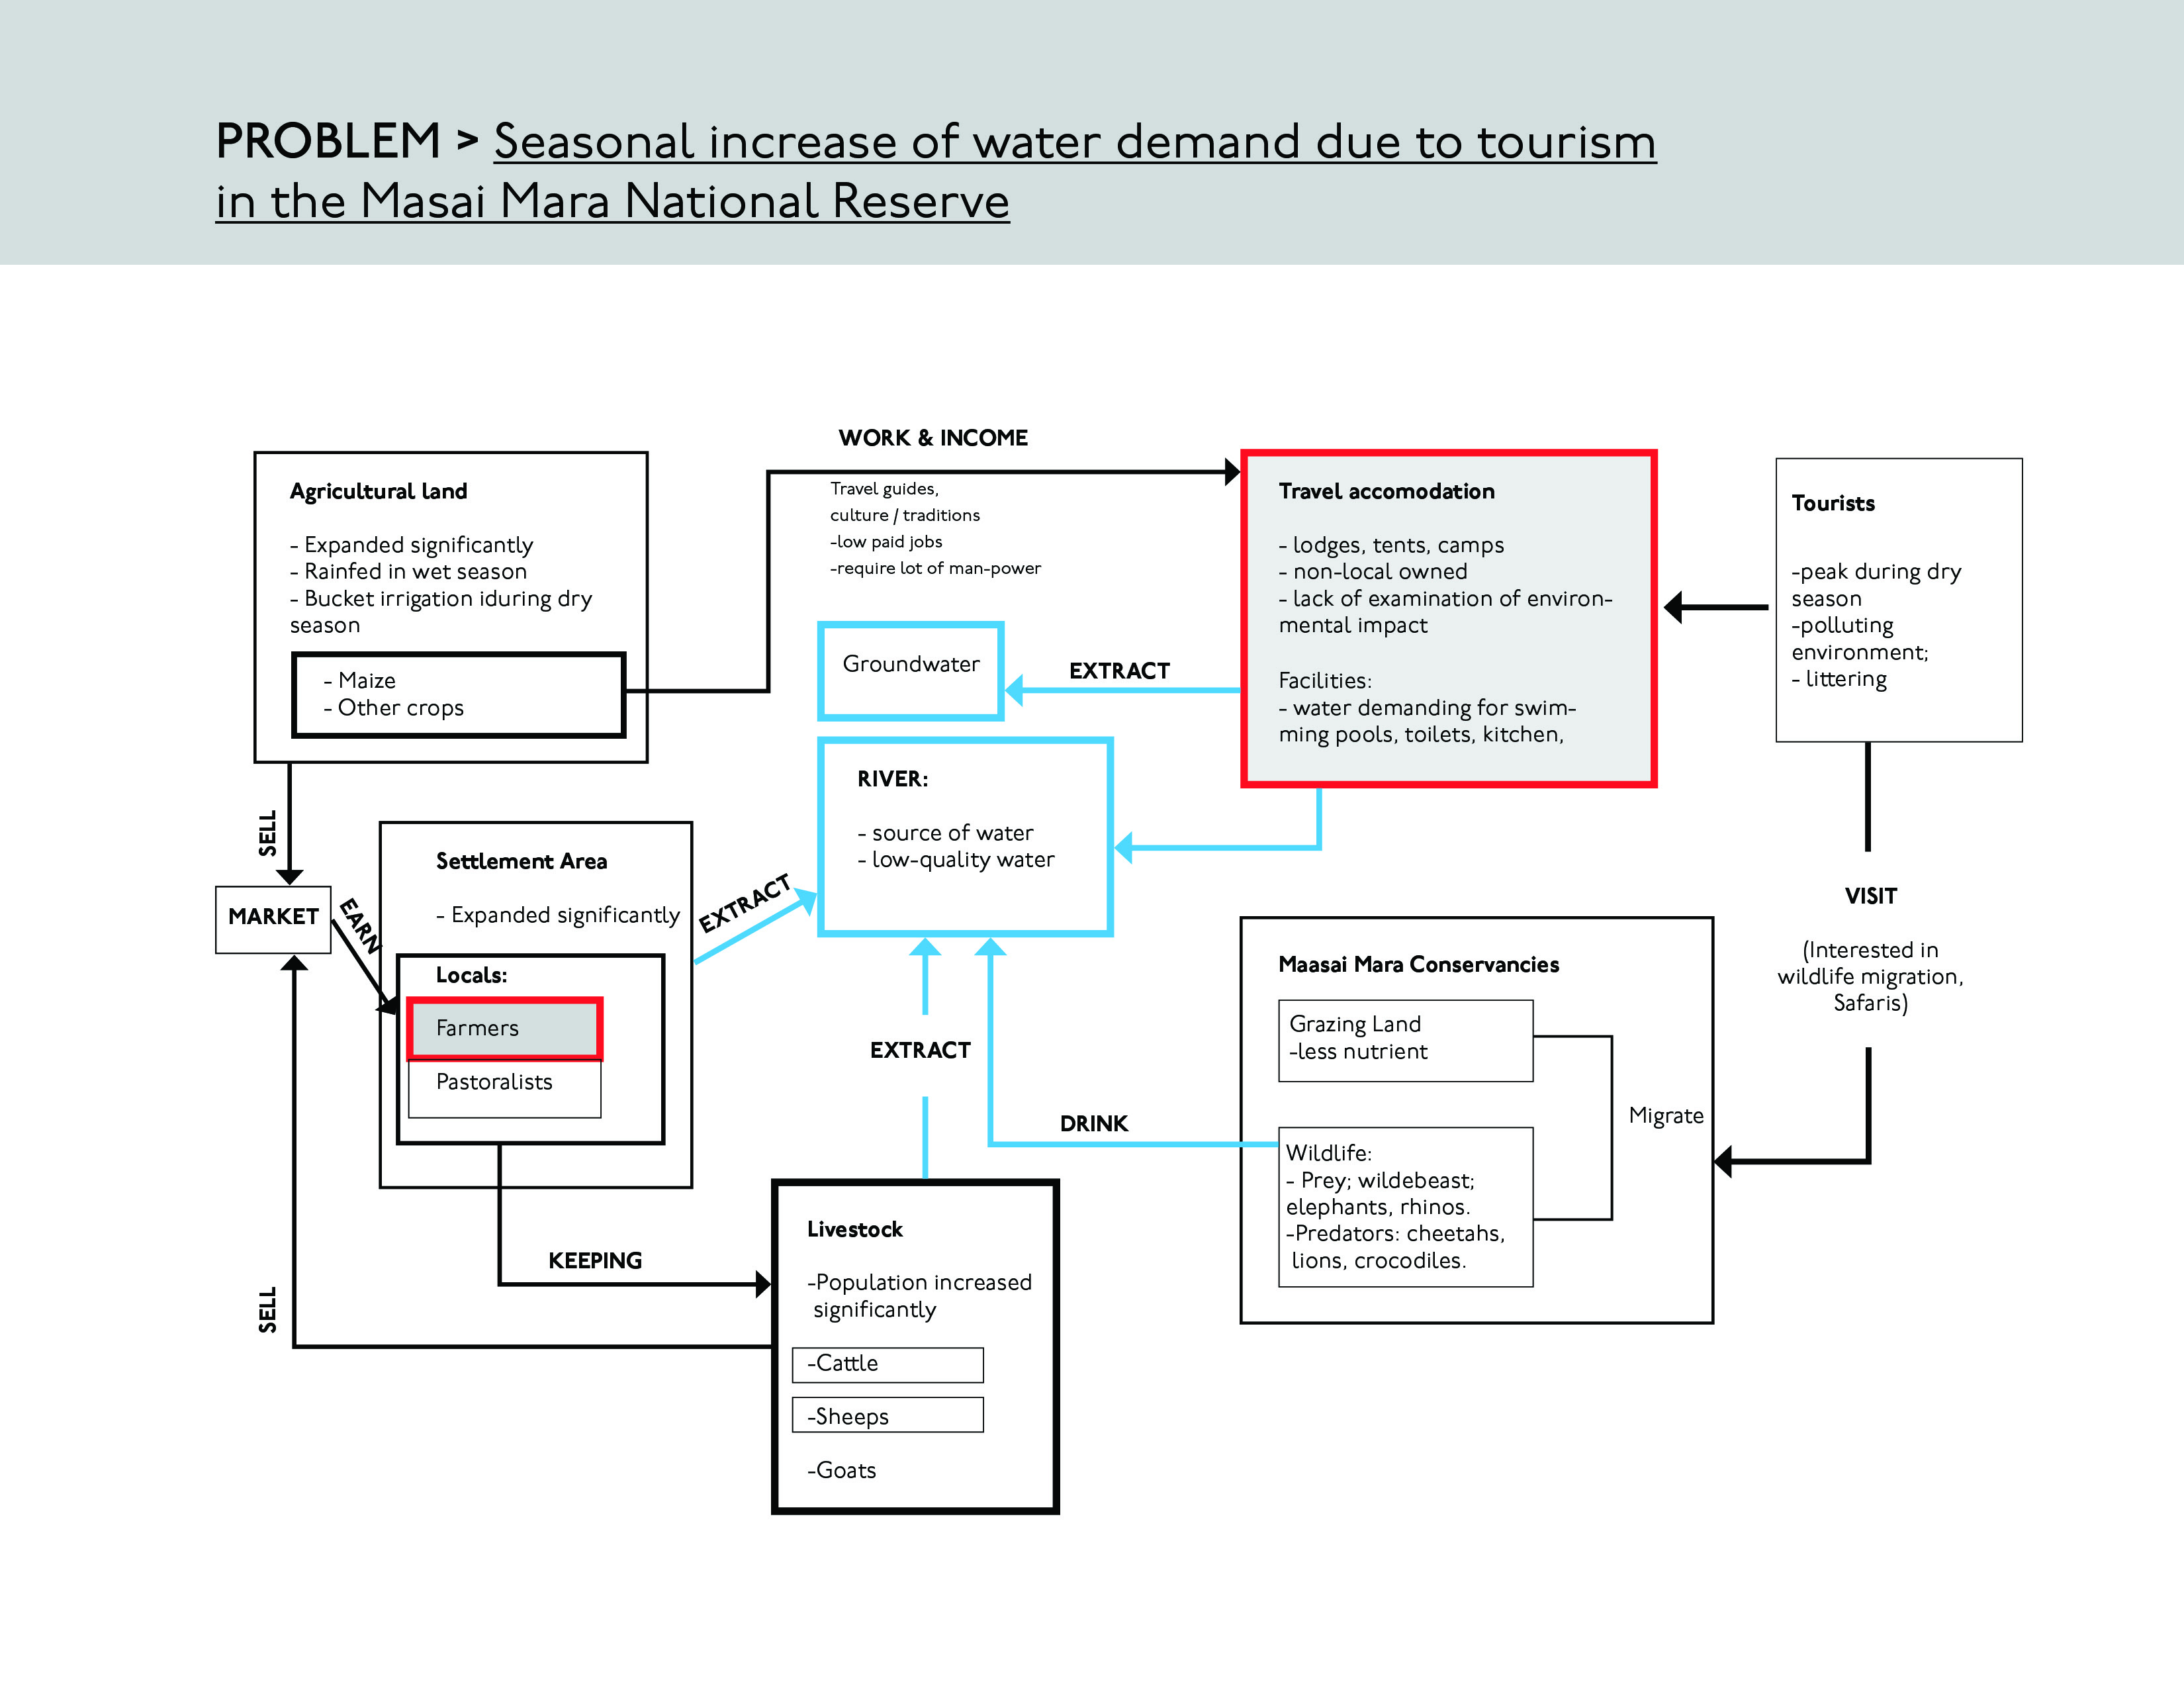 PROBLEM > Seasonal increase of water demand due to tourism
in the Masai Mara National Reserve
WORK & INCOME
Travel guides,
culture / traditions
-low paid jobs
-require lot of man-power
Agricultural land
- Expanded significantly
- Rainfed in wet season
- Bucket irrigation iduring dry
season
- Maize
- Other crops
Travel accomodation
- lodges, tents, camps
- non-local owned
- lack of examination of environ-
mental impact
Facilities:
- water demanding for swim-
ming pools, toilets, kitchen,
Tourists
-peak during dry
season
-polluting
environment;
- littering
Groundwater
EXTRACT
RIVER:
- source of water
- low-quality water
SELL
MARKET
EARN
Settlement Area
- Expanded significantly
Locals:
Farmers
Pastoralists
EXTRACT
EXTRACT
DRINK
VISIT
(Interested in
wildlife migration,
Safaris)
Maasai Mara Conservancies
Grazing Land
-less nutrient
Migrate
Wildlife:
- Prey; wildebeast;
elephants, rhinos.
-Predators: cheetahs,
lions, crocodiles.
KEEPING
SELL
Livestock
-Population increased
significantly
-Cattle
-Sheeps
-Goats